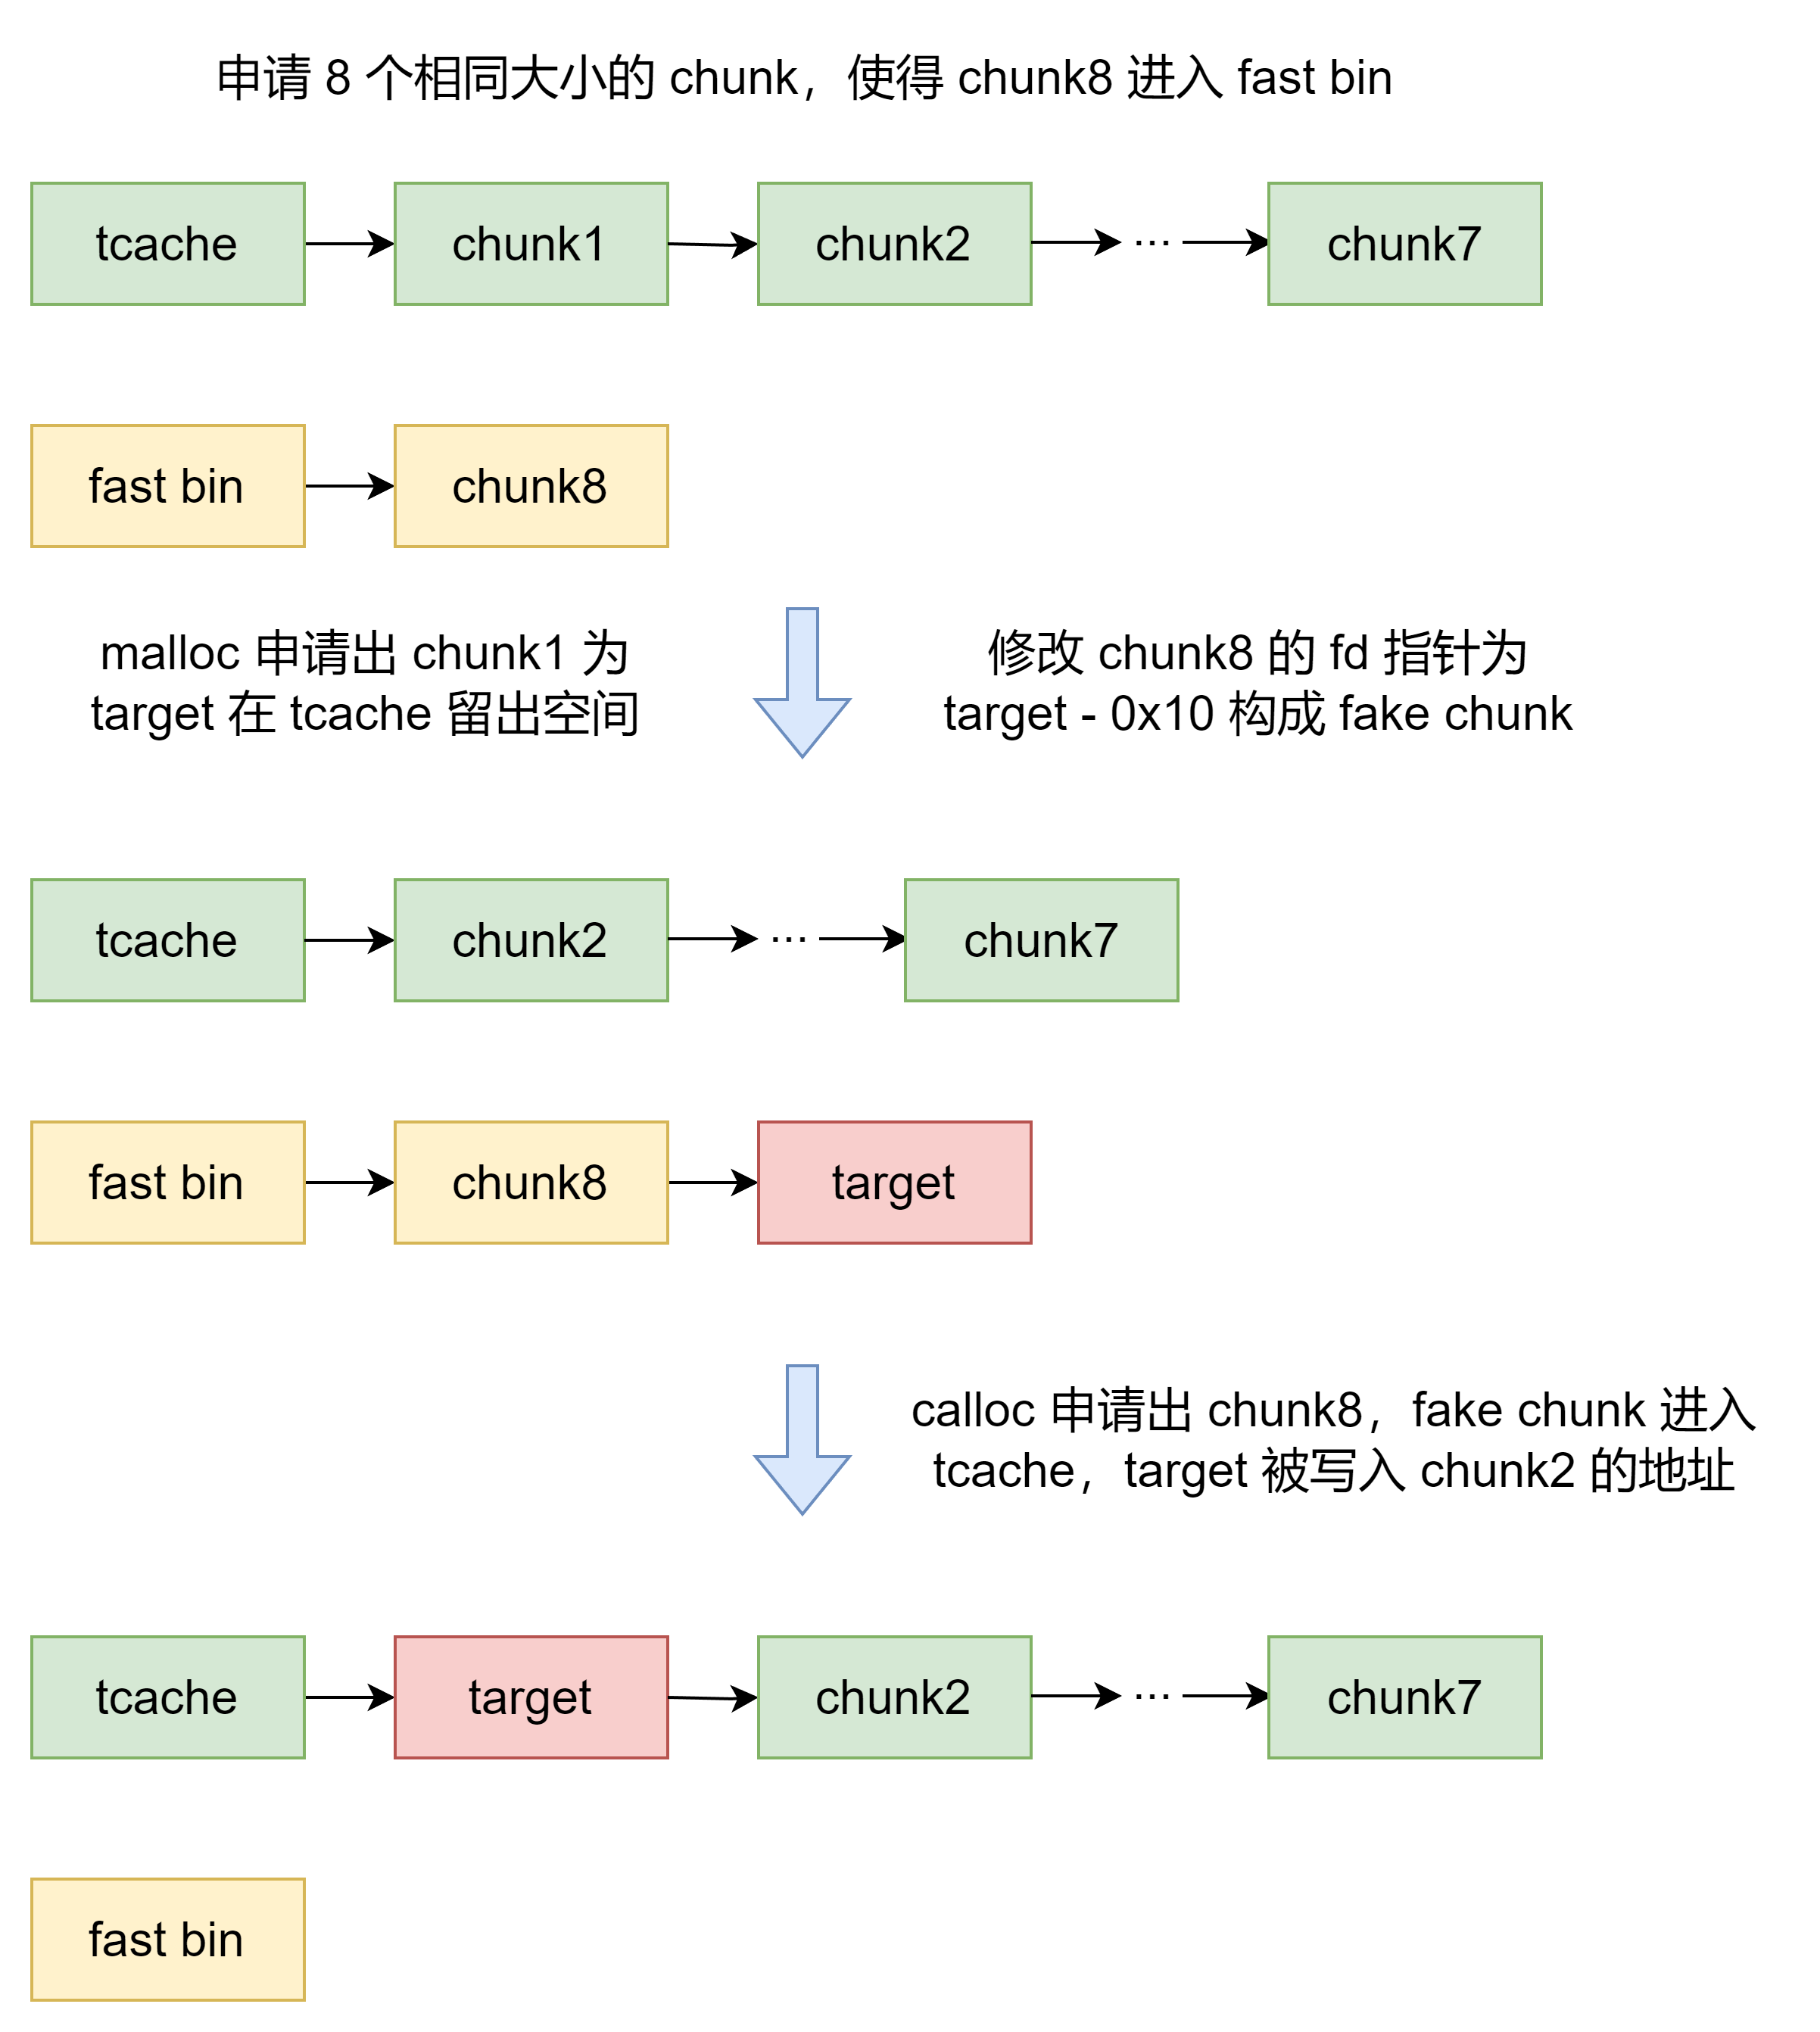 申请 8 个相同大小的 chunk，使得 chunk8 进入 fast bin
tcache
chunk1
chunk2
...
chunk7
fast bin
chunk8
malloc 申请出 chunk1 为
target 在 tcache 留出空间
修改 chunk8 的 fd 指针为
target - 0x10 构成 fake chunk
tcache
chunk2
...
chunk7
fast bin
chunk8
target
calloc 申请出 chunk8，fake chunk 进入
tcache，target 被写入 chunk2 的地址
tcache
target
chunk2
...
chunk7
fast bin